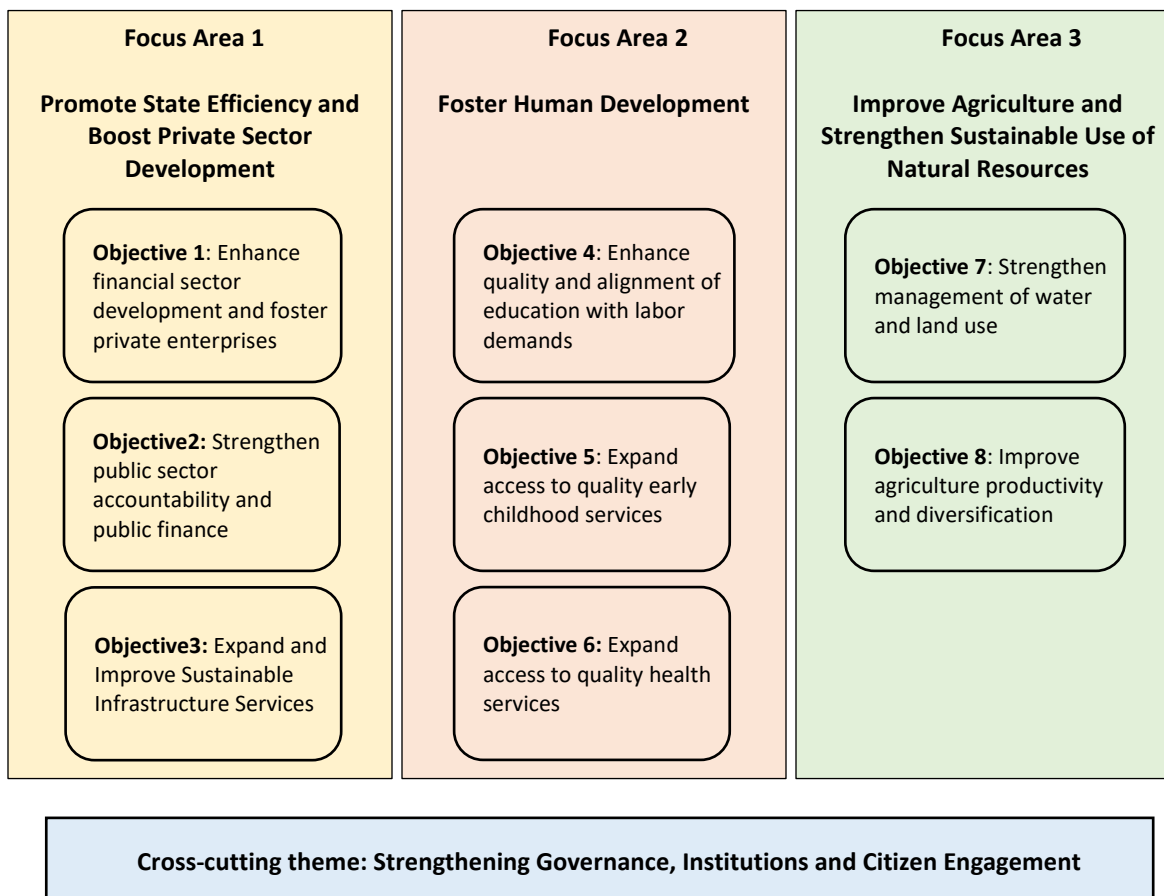 Focus Area 1
Promote State Efficiency and
Boost Private Sector
Development
Objective 1: Enhance
financial sector
development and foster
private enterprises
Objective2: Strengthen
public sector
accountability and
public finance
Objective3: Expand and
Improve Sustainable
Infrastructure Services
Focus Area 2
Foster Human Development
Objective 4: Enhance
quality and alignment of
education with labor
demands
Objective 5: Expand
access to quality early
childhood services
Objective 6: Expand
access to quality health
services
Focus Area 3
Improve Agriculture and
Strengthen Sustainable Use of
Natural Resources
Objective 7: Strengthen
management of water
and land use
Objective 8: Improve
agriculture productivity
and diversification
Cross-cutting theme: Strengthening Governance, Institutions and Citizen Engagement